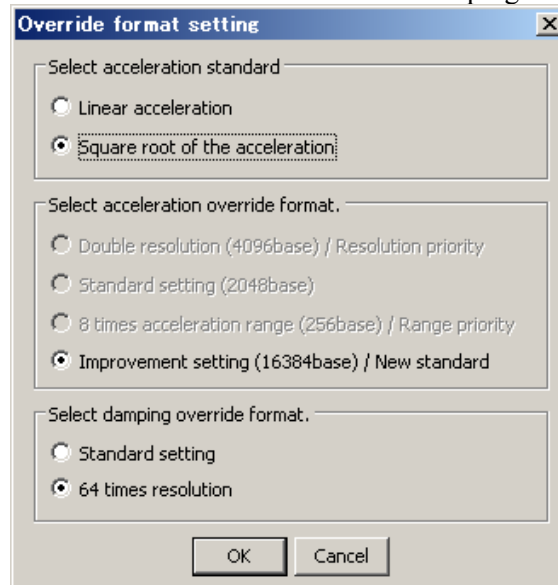 Override format setting
Select acceleration standard
Linear acceleration
Square root of the acceleration
Select acceleration override format.
Double resolution (4096base) / Resolution priority
Standard setting (2048base)
8 times acceleration range (256base) / Range priority
Improvement setting (16384base) / New standard
Select damping override format.
Standard setting
64 times resolution
OK Cancel